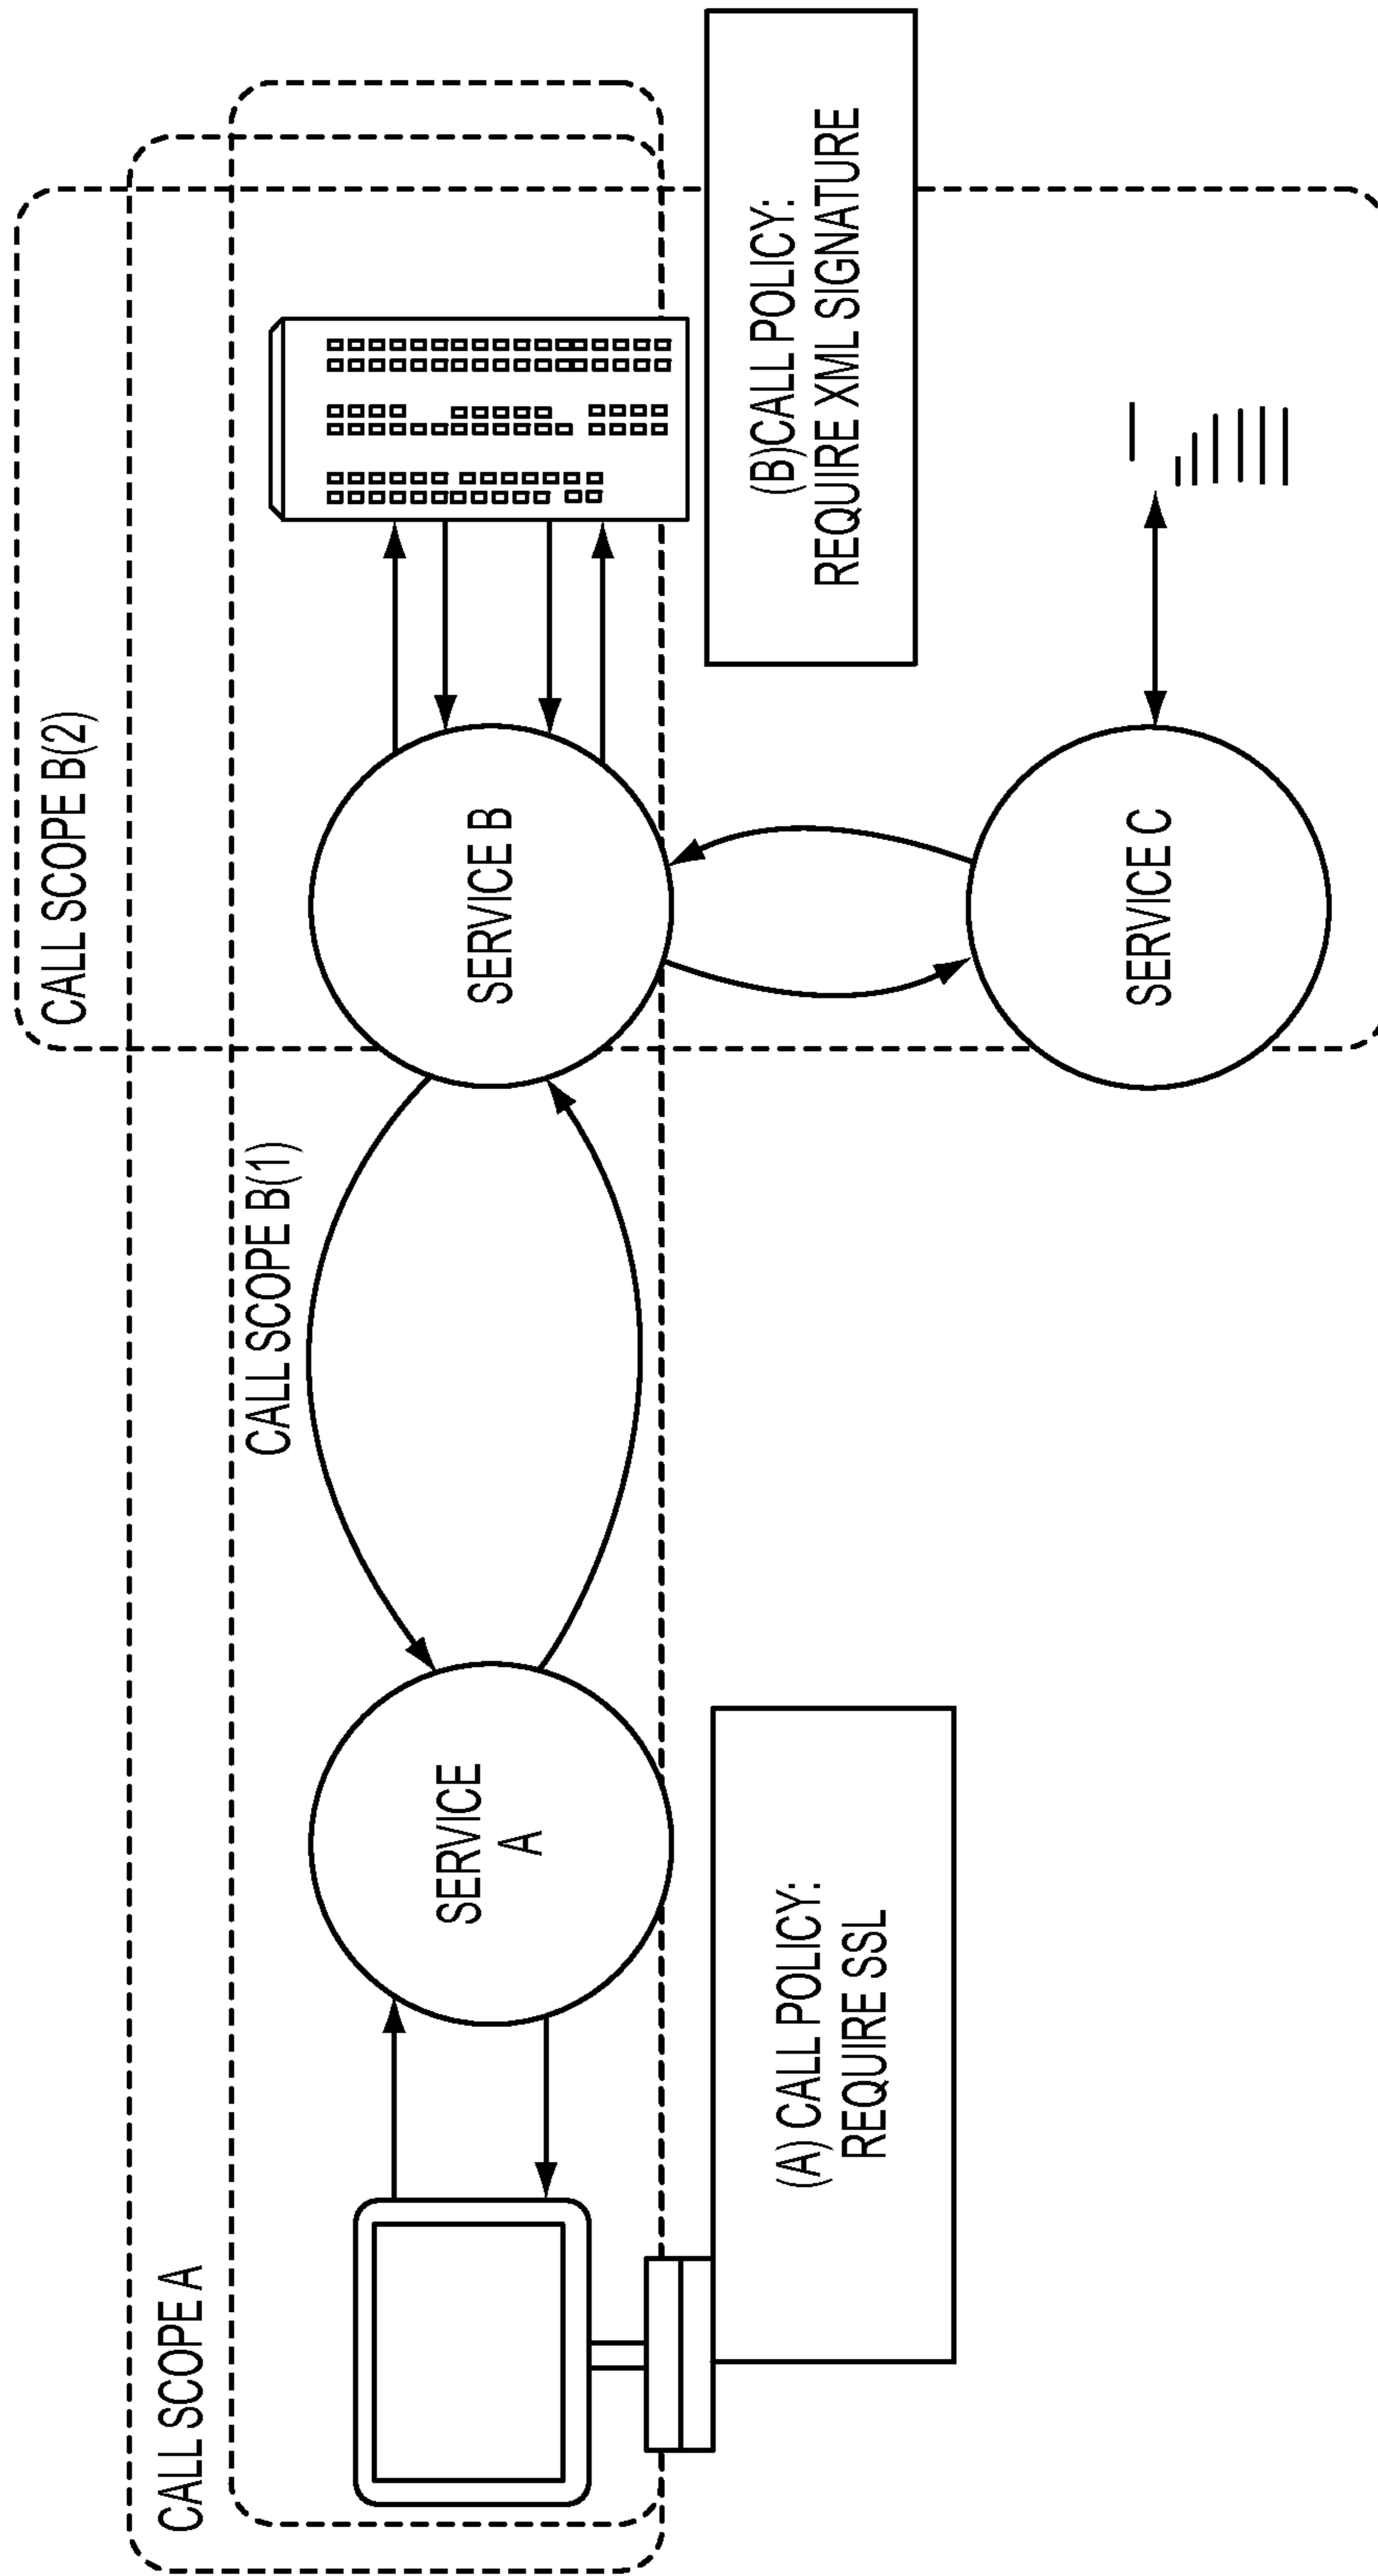 CALL SCOPE B(2)
CALL SCOPE A
CALL SCOPE B(1)
SERVICE
A
SERVICE B
(A) CALL POLICY:
REQUIRE SSL
(B)CALL POLICY:
REQUIRE XML SIGNATURE
SERVICE C